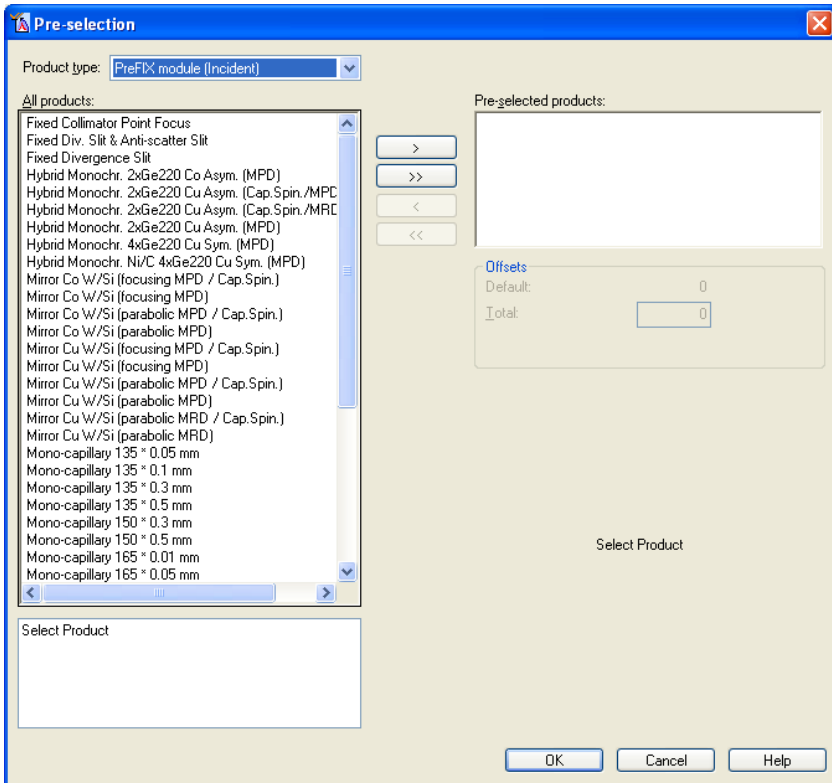 Pre-selection
Product type: PreFIX module (Incident)
All products:
Fixed Collimator Point Focus
Fixed Div. Slit & Anti-scatter Slit
Fixed Divergence Slit
Hybrid Monochr. 2xGe220 Co Asym. (MPD)
Hybrid Monochr. 2xGe220 Cu Asym. (Cap.Spin./MPD
Hybrid Monochr. 2xGe220 Cu Asym. (Cap.Spin./MRD
Hybrid Monochr. 2xGe220 Cu Asym. (MPD)
Hybrid Monochr. 4xGe220 Cu Sym. (MPD)
Hybrid Monochr. Ni/C 4xGe220 Cu Sym. (MPD)
Mirror Co W/Si (focusing MPD / Cap.Spin.)
Mirror Co W/Si (focusing MPD)
Mirror Co W/Si (parabolic MPD / Cap.Spin.)
Mirror Co W/Si (parabolic MPD)
Mirror Cu W/Si (focusing MPD / Cap.Spin.)
Mirror Cu W/Si (focusing MPD)
Mirror Cu W/Si (parabolic MPD / Cap.Spin.)
Mirror Cu W/Si (parabolic MPD)
Mirror Cu W/Si (parabolic MRD / Cap.Spin.)
Mirror Cu W/Si (parabolic MRD)
Mono-capillary 135 * 0.05 mm
Mono-capillary 135 * 0.1 mm
Mono-capillary 135 * 0.3 mm
Mono-capillary 135 * 0.5 mm
Mono-capillary 150 * 0.3 mm
Mono-capillary 150 * 0.5 mm
Mono-capillary 165 * 0.01 mm
Mono-capillary 165 * 0.05 mm
Select Product
>
>>
<
<<
Pre-selected products:
Offsets
Default: 0
Total: 0
Select Product
OK Cancel Help